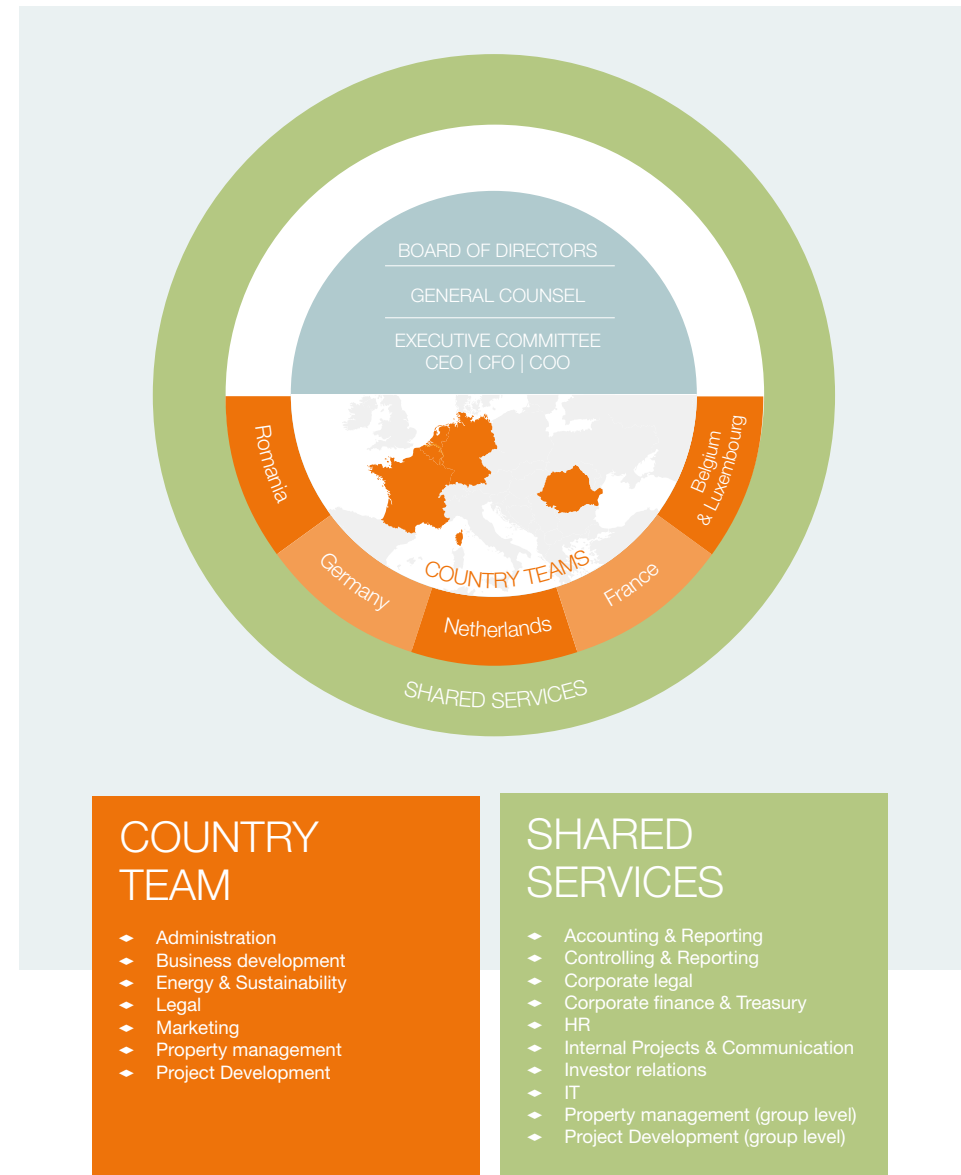 BOARD OF DIRECTORS
GENERAL COUNSEL
EXECUTIVE COMMITTEE
CEO | CFO | COO
Romania
Germany
Netherlands
France
Belgium
& Luxembourg
COUNTRY TEAMS
SHARED SERVICES
COUNTRY
TEAM
Administration
Business development
Energy & Sustainability
Legal
Marketing
Property management
Project Development
SHARED
SERVICES
Accounting & Reporting
Controlling & Reporting
Corporate legal
Corporate finance & Treasury
HR
Internal Projects & Communication
Investor relations
IT
Property management (group level)
Project Development (group level)